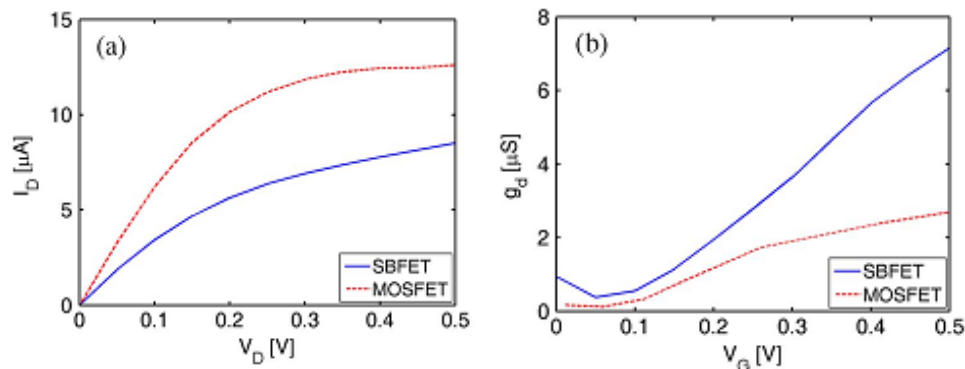 (a)
I_D [μA]
15
10
5
0
0 0.1 0.2 0.3 0.4 0.5
V_D [V]
SBFET
MOSFET
(b)
g_d [μS]
8
6
4
2
0
0 0.1 0.2 0.3 0.4 0.5
V_G [V]
SBFET
MOSFET